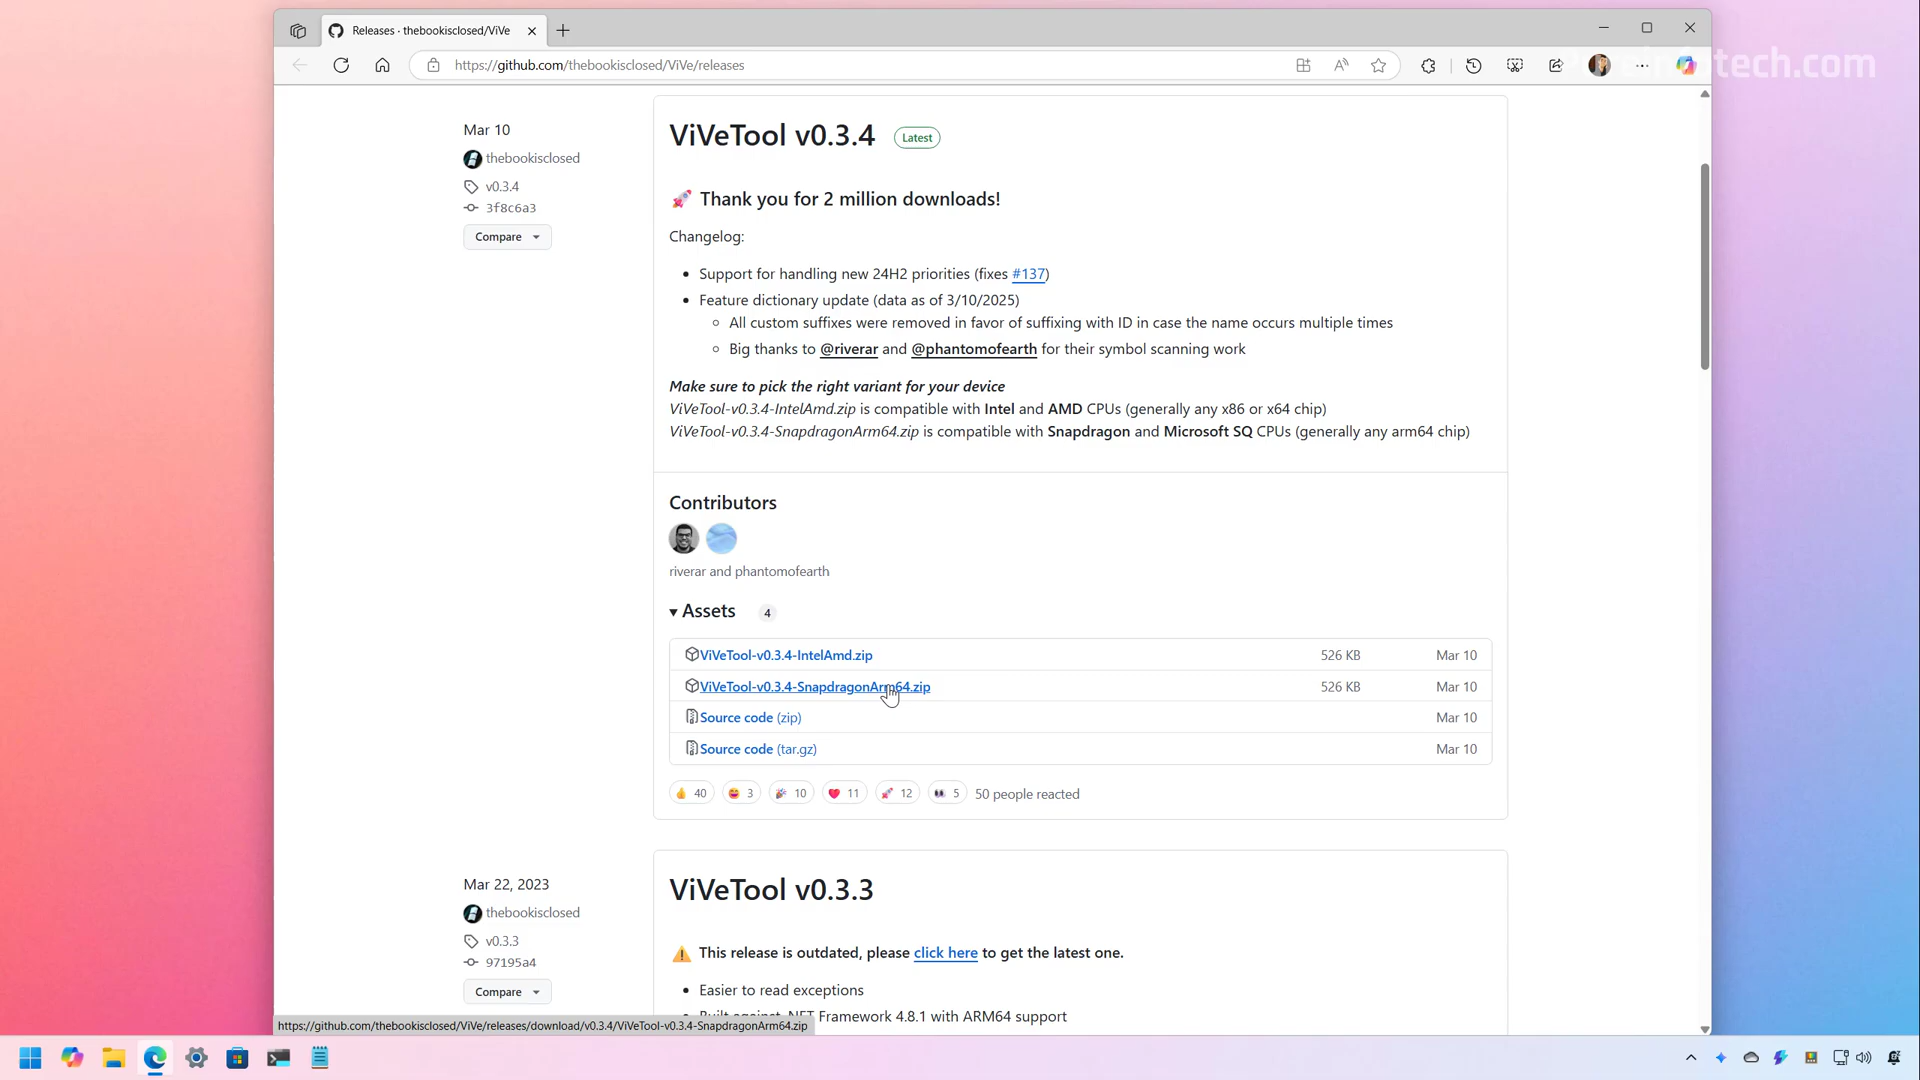 Releases · thebookisclosed/ViVe
https://github.com/thebookisclosed/ViVe/releases
tech.com
Mar 10
thebookisclosed
v0.3.4
3f8c6a3
Compare
ViVeTool v0.3.4
Latest
🚀 Thank you for 2 million downloads!
Changelog:
• Support for handling new 24H2 priorities (fixes #137)
• Feature dictionary update (data as of 3/10/2025)
◦ All custom suffixes were removed in favor of suffixing with ID in case the name occurs multiple times
◦ Big thanks to @riverar and @phantomofearth for their symbol scanning work
Make sure to pick the right variant for your device
ViVeTool-v0.3.4-IntelAmd.zip is compatible with Intel and AMD CPUs (generally any x86 or x64 chip)
ViVeTool-v0.3.4-SnapdragonArm64.zip is compatible with Snapdragon and Microsoft SQ CPUs (generally any arm64 chip)
Contributors
riverar and phantomofearth
Assets 4
ViVeTool-v0.3.4-IntelAmd.zip 526 KB Mar 10
ViVeTool-v0.3.4-SnapdragonArm64.zip 526 KB Mar 10
Source code (zip) Mar 10
Source code (tar.gz) Mar 10
👍 40 😄 3 🎉 10 ❤️ 11 🚀 12 👀 5 50 people reacted
Mar 22, 2023
thebookisclosed
v0.3.3
97195a4
Compare
ViVeTool v0.3.3
⚠️ This release is outdated, please click here to get the latest one.
• Easier to read exceptions
• Built against .NET Framework 4.8.1 with ARM64 support
https://github.com/thebookisclosed/ViVe/releases/download/v0.3.4/ViVeTool-v0.3.4-SnapdragonArm64.zip